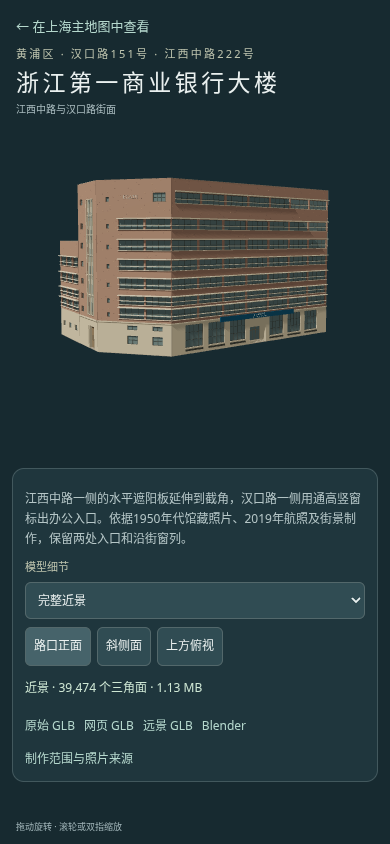 ← 在上海主地图中查看
黄浦区 · 汉口路151号 · 江西中路222号
浙江第一商业银行大楼
江西中路与汉口路街面
江西中路一侧的水平遮阳板延伸到截角，汉口路一侧用通高竖窗
标出办公入口。依据1950年代馆藏照片、2019年航照及街景制
作，保留两处入口和沿街窗列。
模型细节
完整近景
路口正面 斜侧面 上方俯视
近景 · 39,474 个三角面 · 1.13 MB
原始 GLB 网页 GLB 远景 GLB Blender
制作范围与照片来源
拖动旋转 · 滚轮或双指缩放